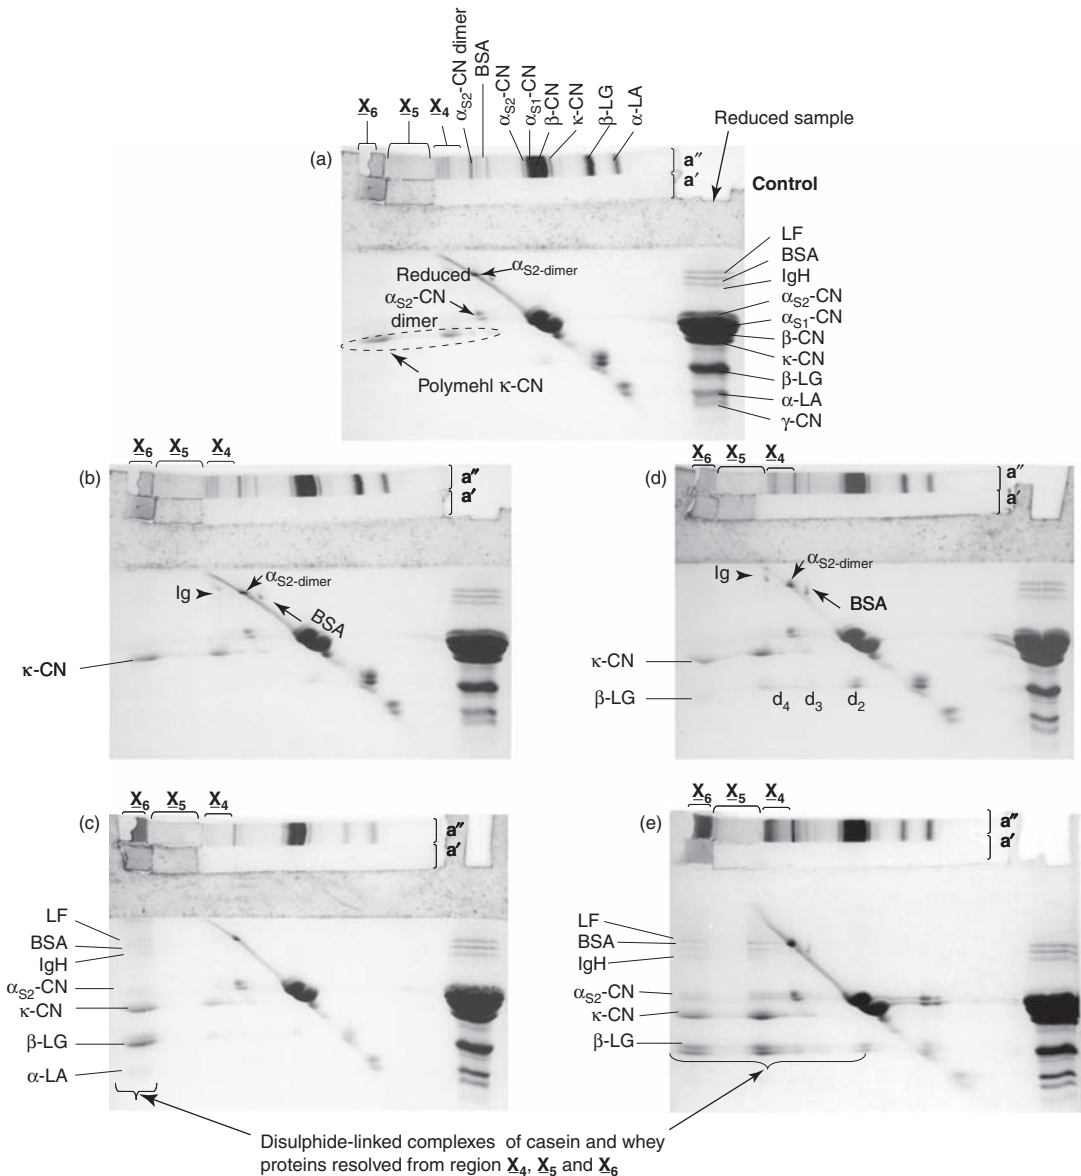 X6
X5
X4
αS2-CN dimer
BSA
αS2-CN
αS1-CN
β-CN
κ-CN
β-LG
α-LA
Reduced sample
(a)
a″
a′
Control
LF
BSA
IgH
αS2-CN
αS1-CN
β-CN
κ-CN
β-LG
α-LA
γ-CN
Reduced
αS2-CN
dimer
αS2-dimer
Polymehl κ-CN
(b)
X6 X5 X4
a″
a′
αS2-dimer
Ig
BSA
κ-CN
(d)
X6 X5 X4
a″
a′
αS2-dimer
Ig
BSA
κ-CN
β-LG
d4 d3 d2
(c)
X6 X5 X4
a″
a′
LF
BSA
IgH
αS2-CN
κ-CN
β-LG
α-LA
(e)
X6 X5 X4
a″
a′
LF
BSA
IgH
αS2-CN
κ-CN
β-LG
Disulphide-linked complexes of casein and whey
proteins resolved from region X4, X5 and X6